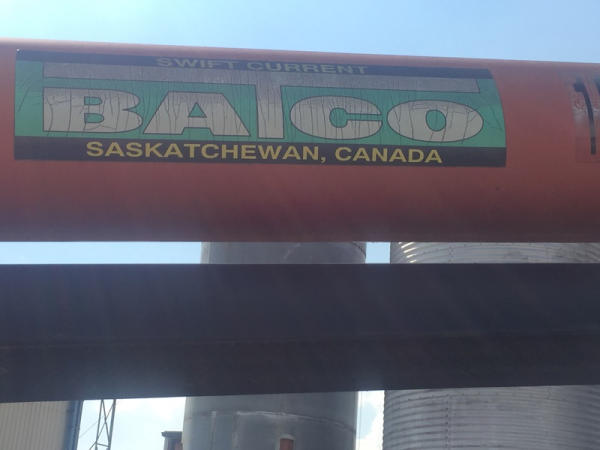 SWIFT CURRENT
BATCO
SASKATCHEWAN, CANADA